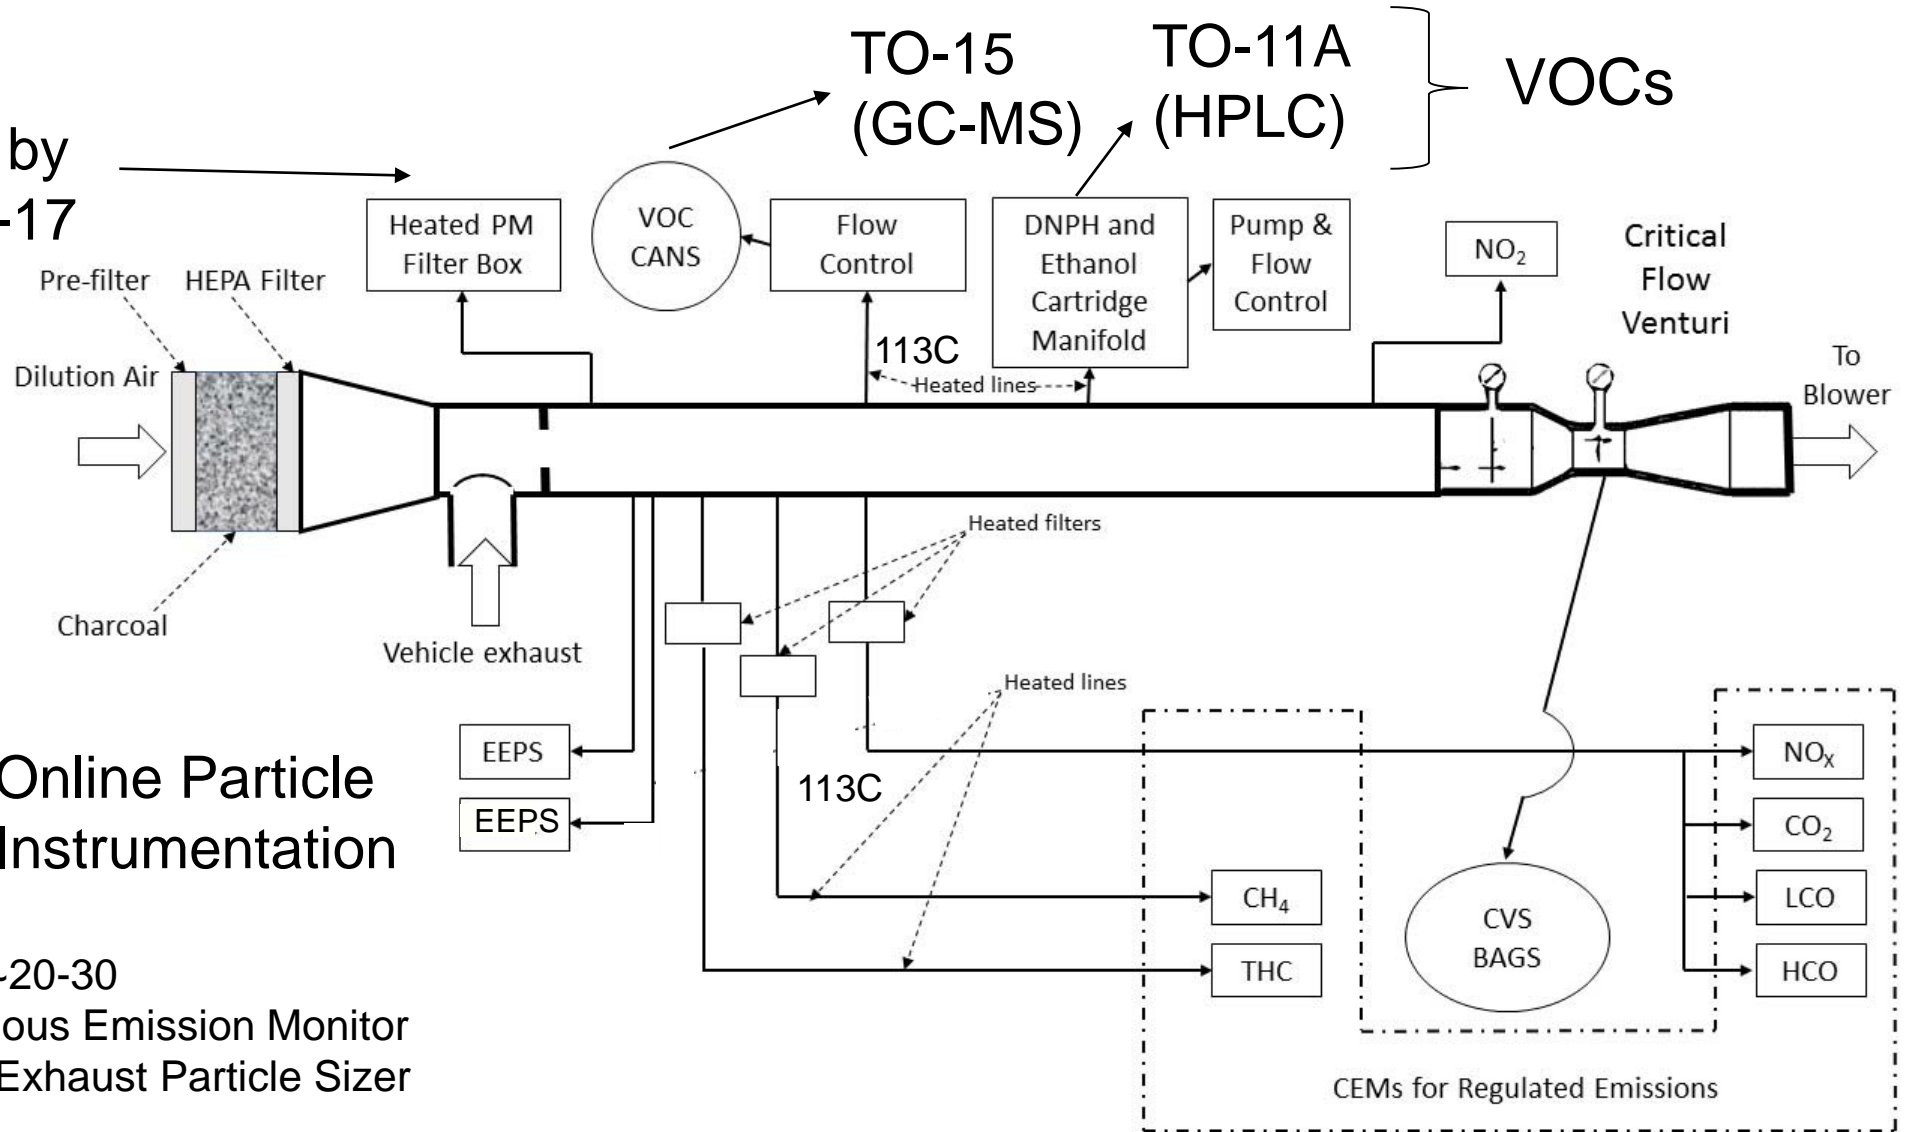 TO-15
(GC-MS)
TO-11A
(HPLC)
VOCs
by
-17
Heated PM
Filter Box
VOC
CANS
Flow
Control
DNPH and
Ethanol
Cartridge
Manifold
Pump &
Flow
Control
NO₂
Critical
Flow
Venturi
Pre-filter
HEPA Filter
113C
Heated lines
Dilution Air
To
Blower
Heated filters
Charcoal
Vehicle exhaust
Heated lines
EEPS
EEPS
113C
NOX
CO₂
CH₄
LCO
THC
HCO
CVS
BAGS
Online Particle
Instrumentation
~20-30
ous Emission Monitor
Exhaust Particle Sizer
CEMs for Regulated Emissions